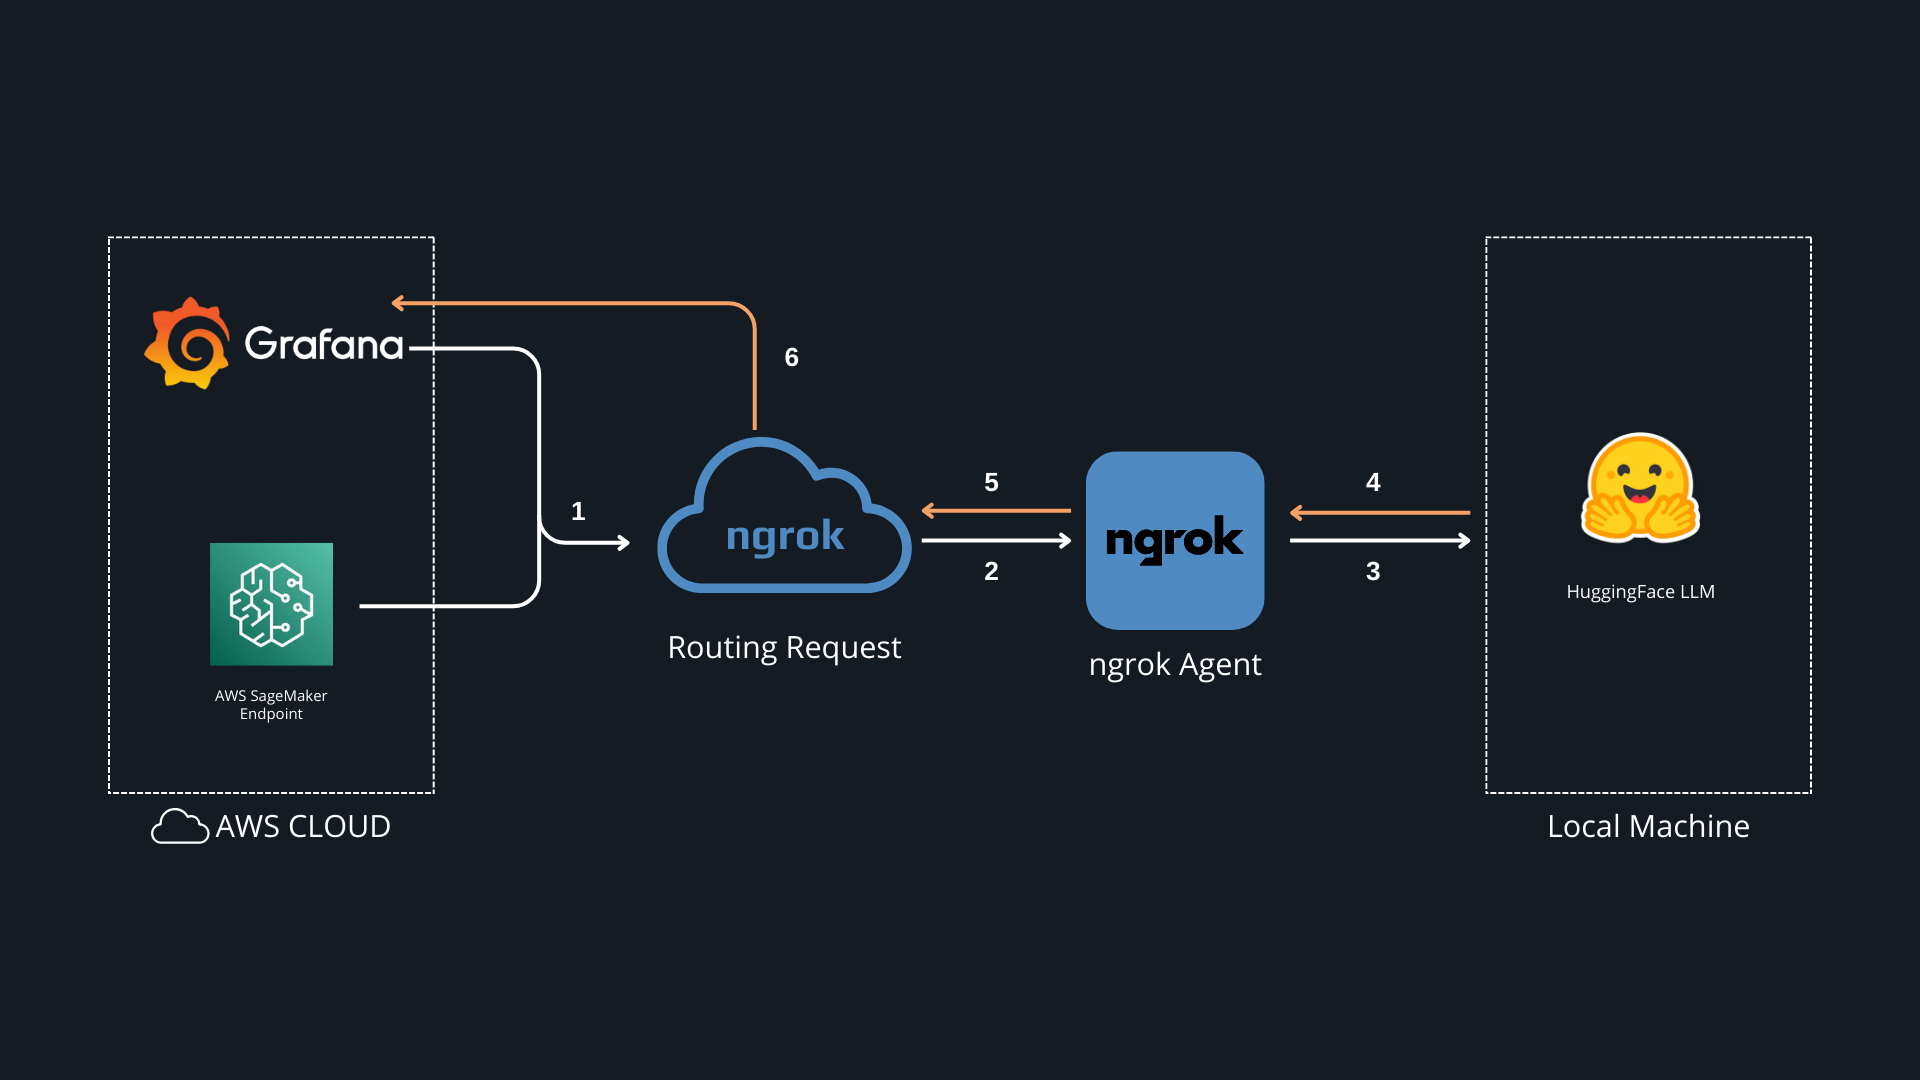 Grafana
6
1
5
4
ngrok
ngrok
2
3
HuggingFace LLM
Routing Request
ngrok Agent
AWS SageMaker
Endpoint
AWS CLOUD
Local Machine